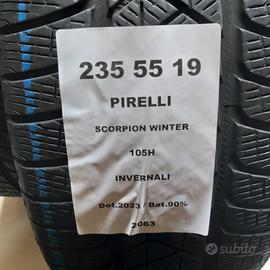 235 55 19
PIRELLI
SCORPION WINTER
105H
INVERNALI
Dot.2023 / Bat.90%
2063
subito